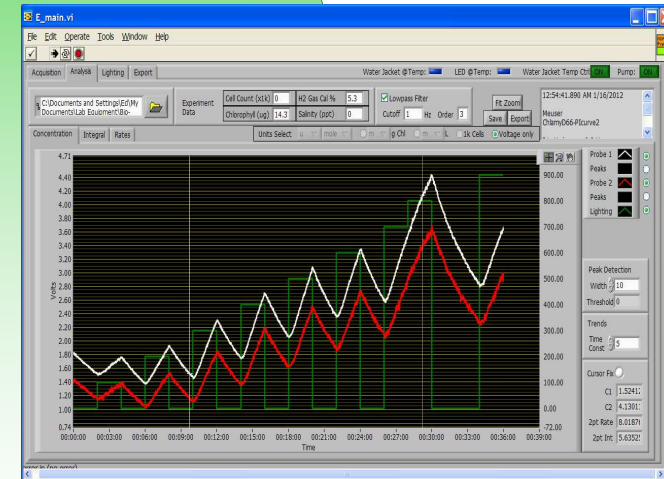 E_main.vi
File Edit Operate Tools Window Help
Acquisition Analysis Lighting Export Water Jacket @Temp: LED @Temp: Water Jacket Temp Ctrl ON Pump: ON
C:\Documents and Settings\Ed\My Documents\Lab Equipment\Bio-
Experiment Data
Cell Count (x1k) 0 H2 Gas Cal % 5.3
Chlorophyll (ug) 14.3 Salinity (ppt) 0
Lowpass Filter
Cutoff 1 Hz Order 3
Fit Zoom
Save Export
12:54:41.890 AM 1/16/2012
Meuser
ChlamyD66-PIcurve2
Concentration Integral Rates
Units Select u mole m g Chl m L 1k Cells Voltage only
Probe 1
Peaks
Probe 2
Peaks
Lighting
4.71
4.40
4.20
4.00
3.80
3.60
3.40
3.20
3.00
2.80
2.60
2.40
2.20
2.00
1.80
1.60
1.40
1.20
1.00
0.74
Volts
900.00
800.00
700.00
600.00
500.00
400.00
300.00
200.00
100.00
0.00
-72.00
00:00:00 00:03:00 00:06:00 00:09:00 00:12:00 00:15:00 00:18:00 00:21:00 00:24:00 00:27:00 00:30:00 00:33:00 00:36:00 00:39:00
Time
Peak Detection
Width 10
Threshold 0
Trends
Time Const 5
Cursor Fix
C1 1.5241
C2 4.1301
2pt Rate 8.0187
2pt Int 5.6352